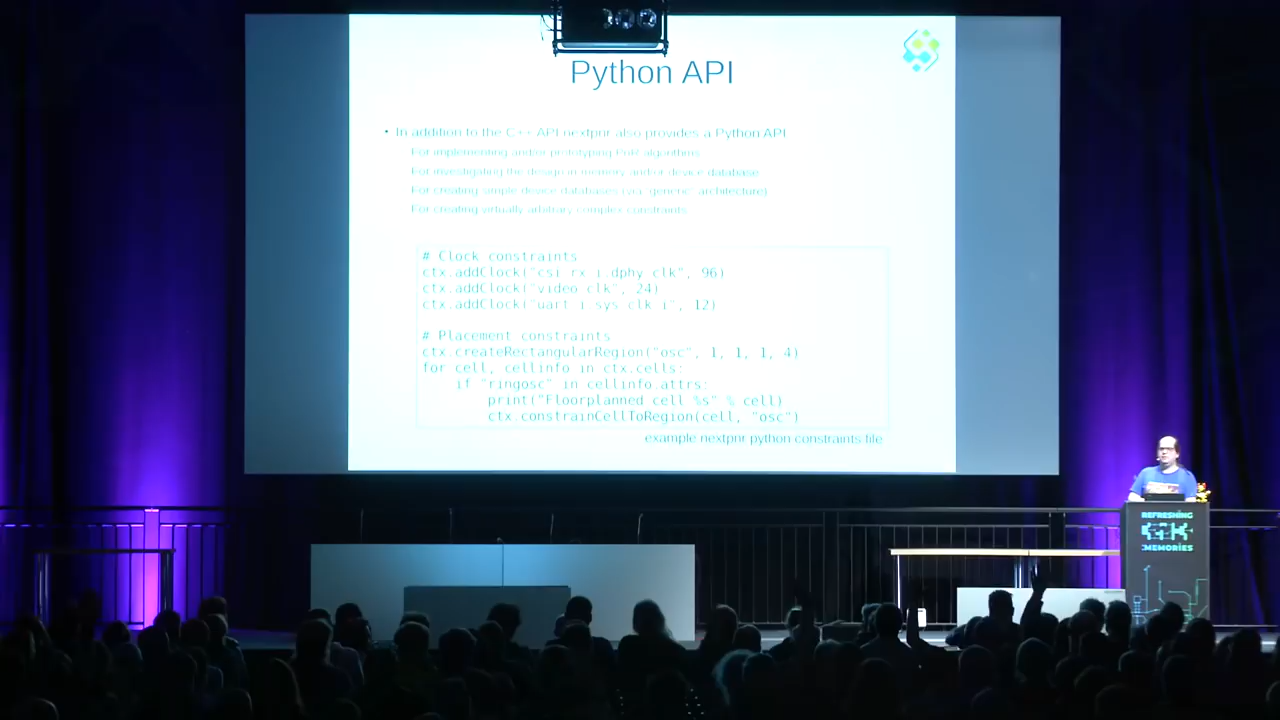 Python API
• In addition to the C++ API nextpnr also provides a Python API
For implementing and/or prototyping PnR algorithms
For investigating the design in memory and/or device database
For creating simple device databases (via "generic" architecture)
For creating virtually arbitrary complex constraints
# Clock constraints
ctx.addClock("csi_rx_i.dphy_clk", 96)
ctx.addClock("video_clk", 24)
ctx.addClock("uart_i.sys_clk_i", 12)
# Placement constraints
ctx.createRectangularRegion("osc", 1, 1, 1, 4)
for cell, cellinfo in ctx.cells:
    if "ringosc" in cellinfo.attrs:
        print("Floorplanned cell %s" % cell)
        ctx.constrainCellToRegion(cell, "osc")
example nextpnr python constraints file
REFRESHING
MEMORIES